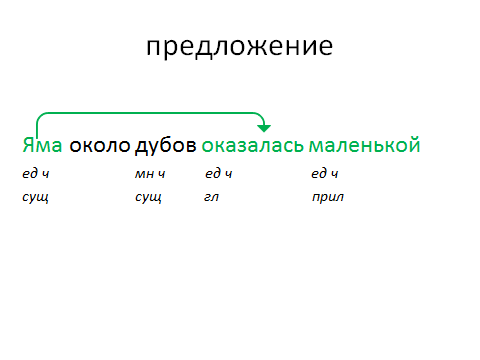 предложение
Яма около дубов оказалась маленькой
ед ч мн ч ед ч ед ч
сущ сущ гл прил